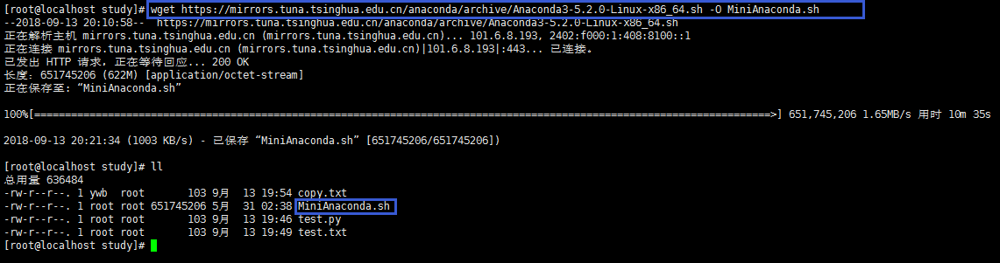 [root@localhost study]# wget https://mirrors.tuna.tsinghua.edu.cn/anaconda/archive/Anaconda3-5.2.0-Linux-x86_64.sh -O MiniAnaconda.sh
--2018-09-13 20:10:58--  https://mirrors.tuna.tsinghua.edu.cn/anaconda/archive/Anaconda3-5.2.0-Linux-x86_64.sh
正在解析主机 mirrors.tuna.tsinghua.edu.cn (mirrors.tuna.tsinghua.edu.cn)... 101.6.8.193, 2402:f000:1:408:8100::1
正在连接 mirrors.tuna.tsinghua.edu.cn (mirrors.tuna.tsinghua.edu.cn)|101.6.8.193|:443... 已连接。
已发出 HTTP 请求，正在等待回应... 200 OK
长度：651745206 (622M) [application/octet-stream]
正在保存至: “MiniAnaconda.sh”
100%[========================================================================================================================>] 651,745,206 1.65MB/s 用时 10m 35s
2018-09-13 20:21:34 (1003 KB/s) - 已保存 “MiniAnaconda.sh” [651745206/651745206])
[root@localhost study]# ll
总用量 636484
-rw-r--r--. 1 ywb  root       103 9月  13 19:54 copy.txt
-rw-r--r--. 1 root root 651745206 5月  31 02:38 MiniAnaconda.sh
-rw-r--r--. 1 root root       103 9月  13 19:46 test.py
-rw-r--r--. 1 root root       103 9月  13 19:49 test.txt
[root@localhost study]#